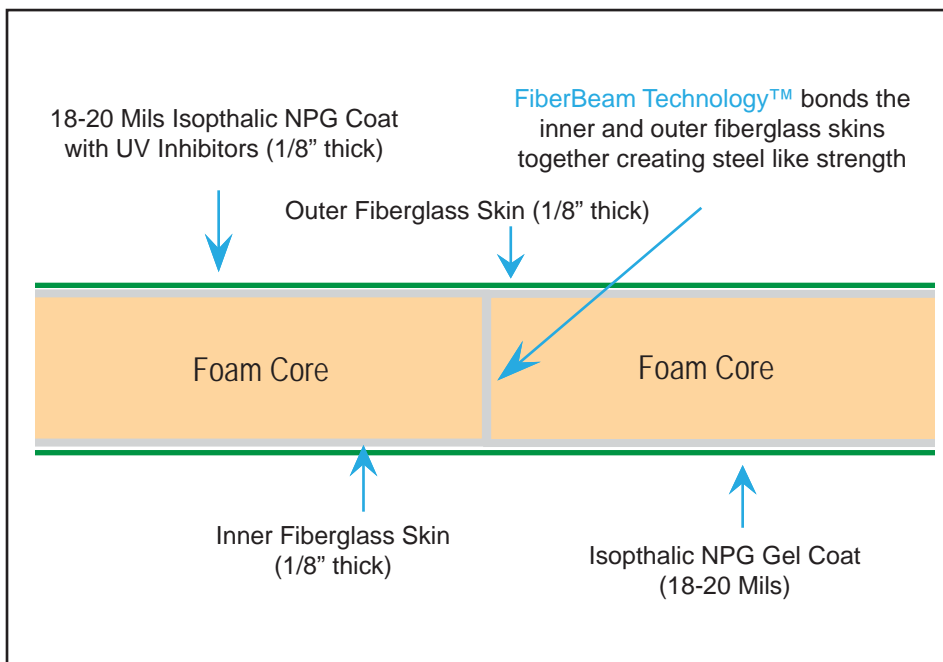 18-20 Mils Isopthalic NPG Coat
with UV Inhibitors (1/8” thick)
FiberBeam Technology™ bonds the
inner and outer fiberglass skins
together creating steel like strength
Outer Fiberglass Skin (1/8” thick)
Foam Core
Foam Core
Inner Fiberglass Skin
(1/8” thick)
Isopthalic NPG Gel Coat
(18-20 Mils)